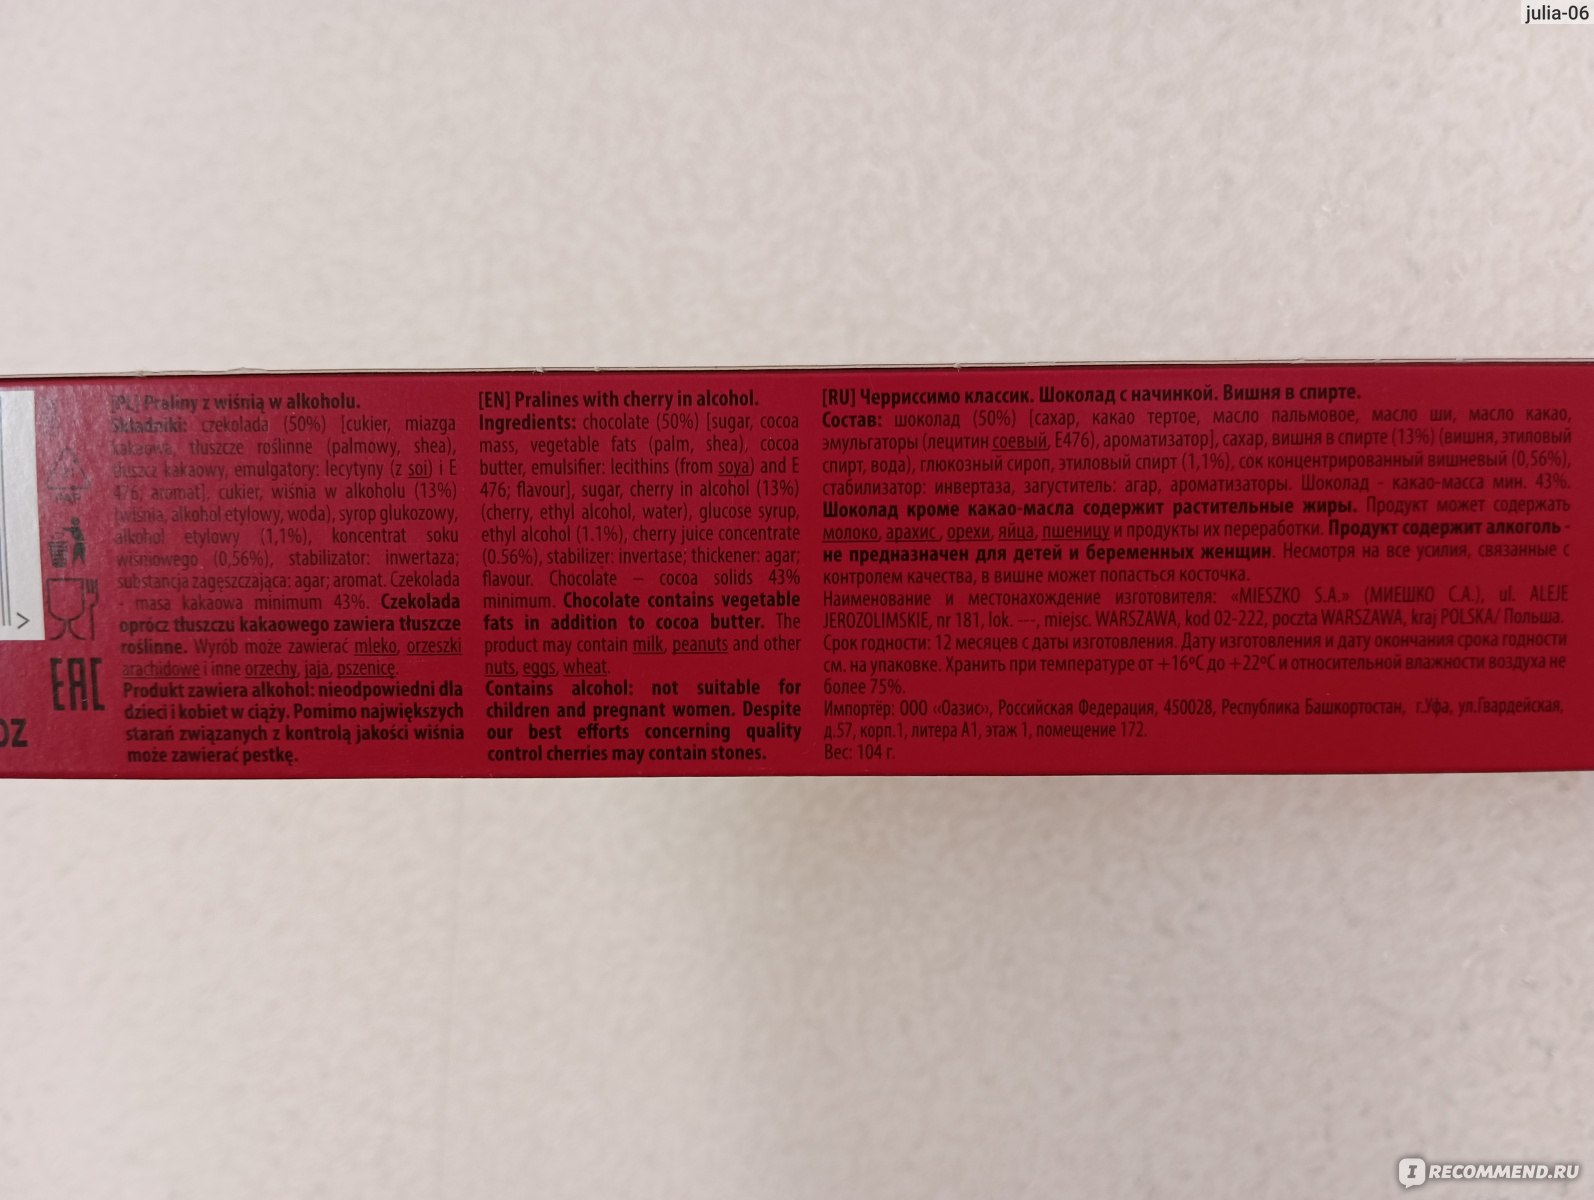 julia-06
[PL] Praliny z wiśnią w alkoholu.
Składniki: czekolada (50%) [cukier, miazga
kakaowa, tłuszcze roślinne (palmowy, shea),
tłuszcz kakaowy, emulgatory: lecytyny (z soi) i E
476; aromat], cukier, wiśnia w alkoholu (13%)
(wiśnia, alkohol etylowy, woda), syrop glukozowy,
alkohol etylowy (1,1%), koncentrat soku
wiśniowego (0,56%), stabilizator: inwertaza;
substancja zagęszczająca: agar; aromat. Czekolada
- masa kakaowa minimum 43%. Czekolada
oprócz tłuszczu kakaowego zawiera tłuszcze
roślinne. Wyrób może zawierać mleko, orzeszki
arachidowe i inne orzechy, jaja, pszenicę.
Produkt zawiera alkohol: nieodpowiedni dla
dzieci i kobiet w ciąży. Pomimo największych
starań związanych z kontrolą jakości wiśnia
może zawierać pestkę.
[EN] Pralines with cherry in alcohol.
Ingredients: chocolate (50%) [sugar, cocoa
mass, vegetable fats (palm, shea), cocoa
butter, emulsifier: lecithins (from soya) and E
476; flavour], sugar, cherry in alcohol (13%)
(cherry, ethyl alcohol, water), glucose syrup,
ethyl alcohol (1.1%), cherry juice concentrate
(0.56%), stabilizer: invertase; thickener: agar;
flavour. Chocolate – cocoa solids 43%
minimum. Chocolate contains vegetable
fats in addition to cocoa butter. The
product may contain milk, peanuts and other
nuts, eggs, wheat.
Contains alcohol: not suitable for
children and pregnant women. Despite
our best efforts concerning quality
control cherries may contain stones.
[RU] Черриссимо классик. Шоколад с начинкой. Вишня в спирте.
Состав: шоколад (50%) [сахар, какао тертое, масло пальмовое, масло ши, масло какао,
эмульгаторы (лецитин соевый, Е476), ароматизатор], сахар, вишня в спирте (13%) (вишня, этиловый
спирт, вода), глюкозный сироп, этиловый спирт (1,1%), сок концентрированный вишневый (0,56%),
стабилизатор: инвертаза, загуститель: агар, ароматизаторы. Шоколад - какао-масса мин. 43%.
Шоколад кроме какао-масла содержит растительные жиры. Продукт может содержать
молоко, арахис , орехи, яйца, пшеницу и продукты их переработки. Продукт содержит алкоголь -
не предназначен для детей и беременных женщин. Несмотря на все усилия, связанные с
контролем качества, в вишне может попасться косточка.
Наименование и местонахождение изготовителя: «MIESZKO S.A.» (МИЕШКО С.А.), ul. ALEJE
JEROZOLIMSKIE, nr 181, lok. ---, miejsc. WARSZAWA, kod 02-222, poczta WARSZAWA, kraj POLSKA/ Польша.
Срок годности: 12 месяцев с даты изготовления. Дату изготовления и дату окончания срока годности
см. на упаковке. Хранить при температуре от +16°С до +22°С и относительной влажности воздуха не
более 75%.
Импортёр: ООО «Оазис», Российская Федерация, 450028, Республика Башкортостан, г.Уфа, ул.Гвардейская,
д.57, корп.1, литера А1, этаж 1, помещение 172.
Вес: 104 г.
PAP
EAC
OZ
>
IRECOMMEND.RU